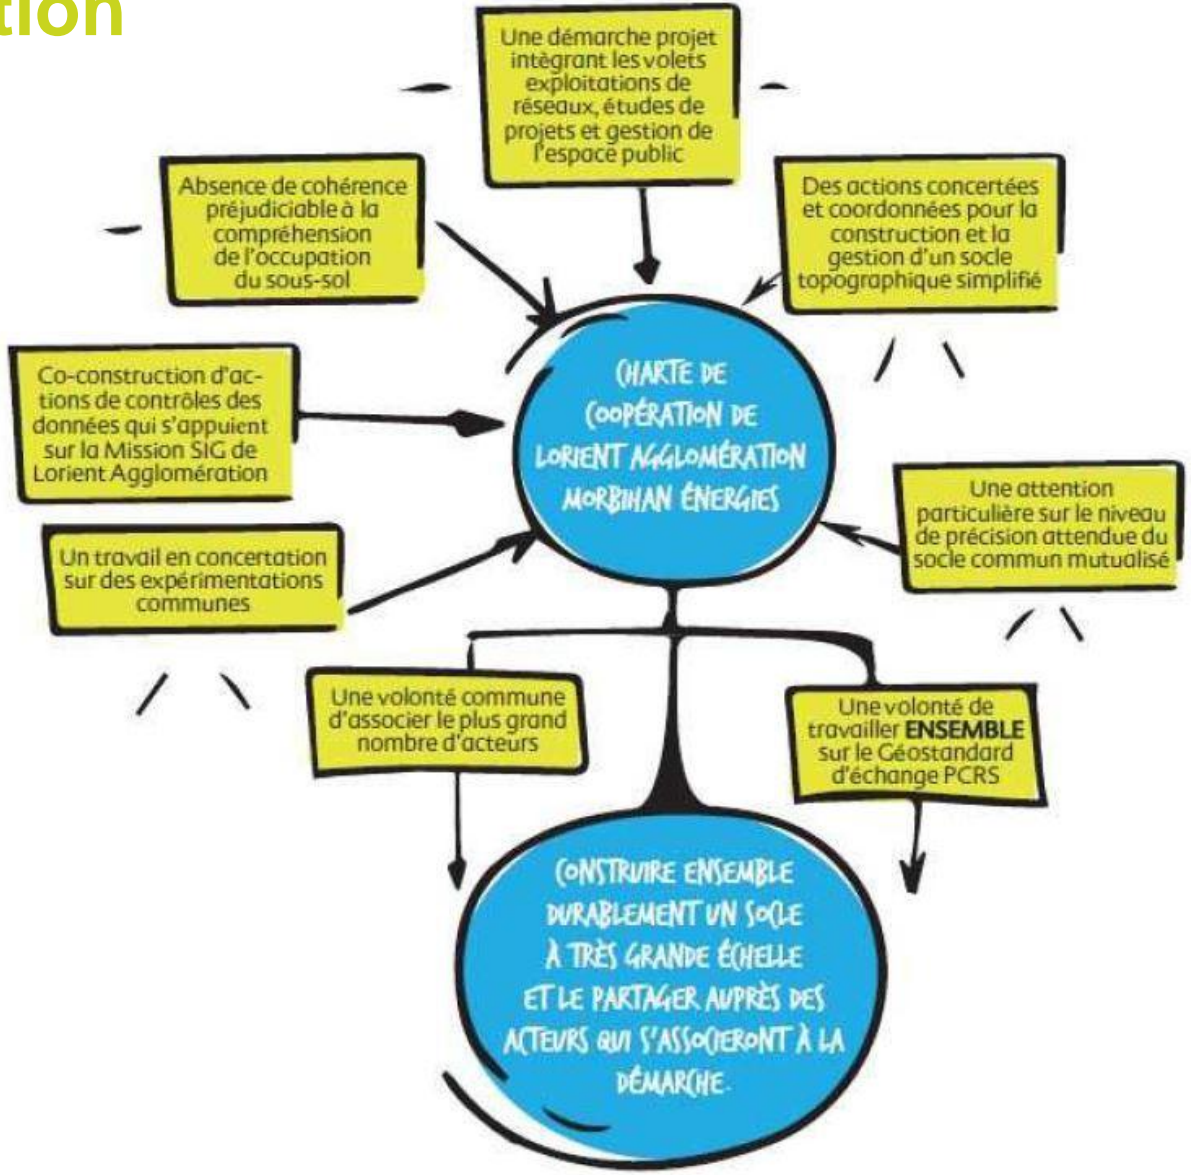 tion
Une démarche projet
intégrant les volets
exploitations de
réseaux, études de
projets et gestion de
l'espace public
Absence de cohérence
préjudiciable à la
compréhension
de l'occupation
du sous-sol
Des actions concertées
et coordonnées pour la
construction et la
gestion d'un socle
topographique simplifié
Co-construction d'ac-
tions de contrôles des
données qui s'appuient
sur la Mission SIG de
Lorient Agglomération
CHARTE DE
COOPÉRATION DE
LORIENT AGGLOMÉRATION
MORBIHAN ÉNERGIES
Une attention
particulière sur le niveau
de précision attendue du
socle commun mutualisé
Un travail en concertation
sur des expérimentations
communes
Une volonté commune
d'associer le plus grand
nombre d'acteurs
Une volonté de
travailler ENSEMBLE
sur le Géostandard
d'échange PCRS
CONSTRUIRE ENSEMBLE
DURABLEMENT UN SOCLE
À TRÈS GRANDE ÉCHELLE
ET LE PARTAGER AUPRÈS DES
ACTEURS QUI S'ASSOCIERONT À LA
DÉMARCHE.